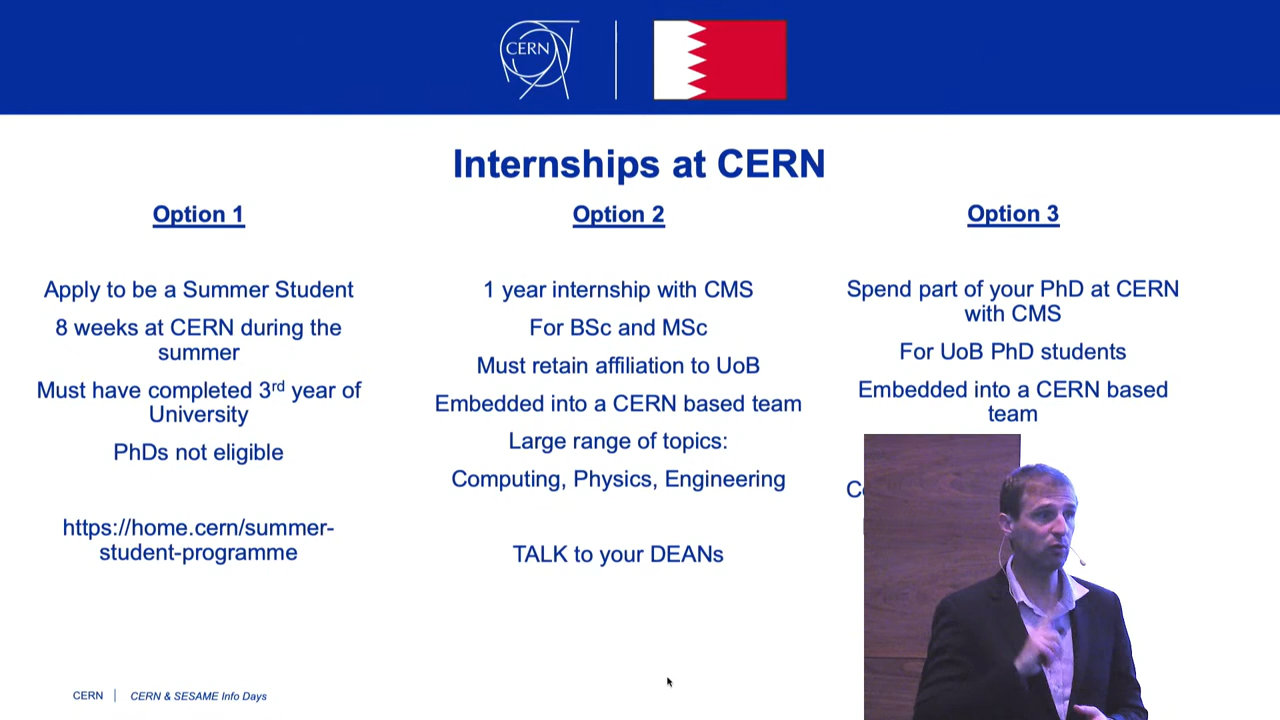 CERN
Internships at CERN
Option 1
Apply to be a Summer Student
8 weeks at CERN during the
summer
Must have completed 3rd year of
University
PhDs not eligible
https://home.cern/summer-
student-programme
Option 2
1 year internship with CMS
For BSc and MSc
Must retain affiliation to UoB
Embedded into a CERN based team
Large range of topics:
Computing, Physics, Engineering
TALK to your DEANs
Option 3
Spend part of your PhD at CERN
with CMS
For UoB PhD students
Embedded into a CERN based
team
CERN | CERN & SESAME Info Days